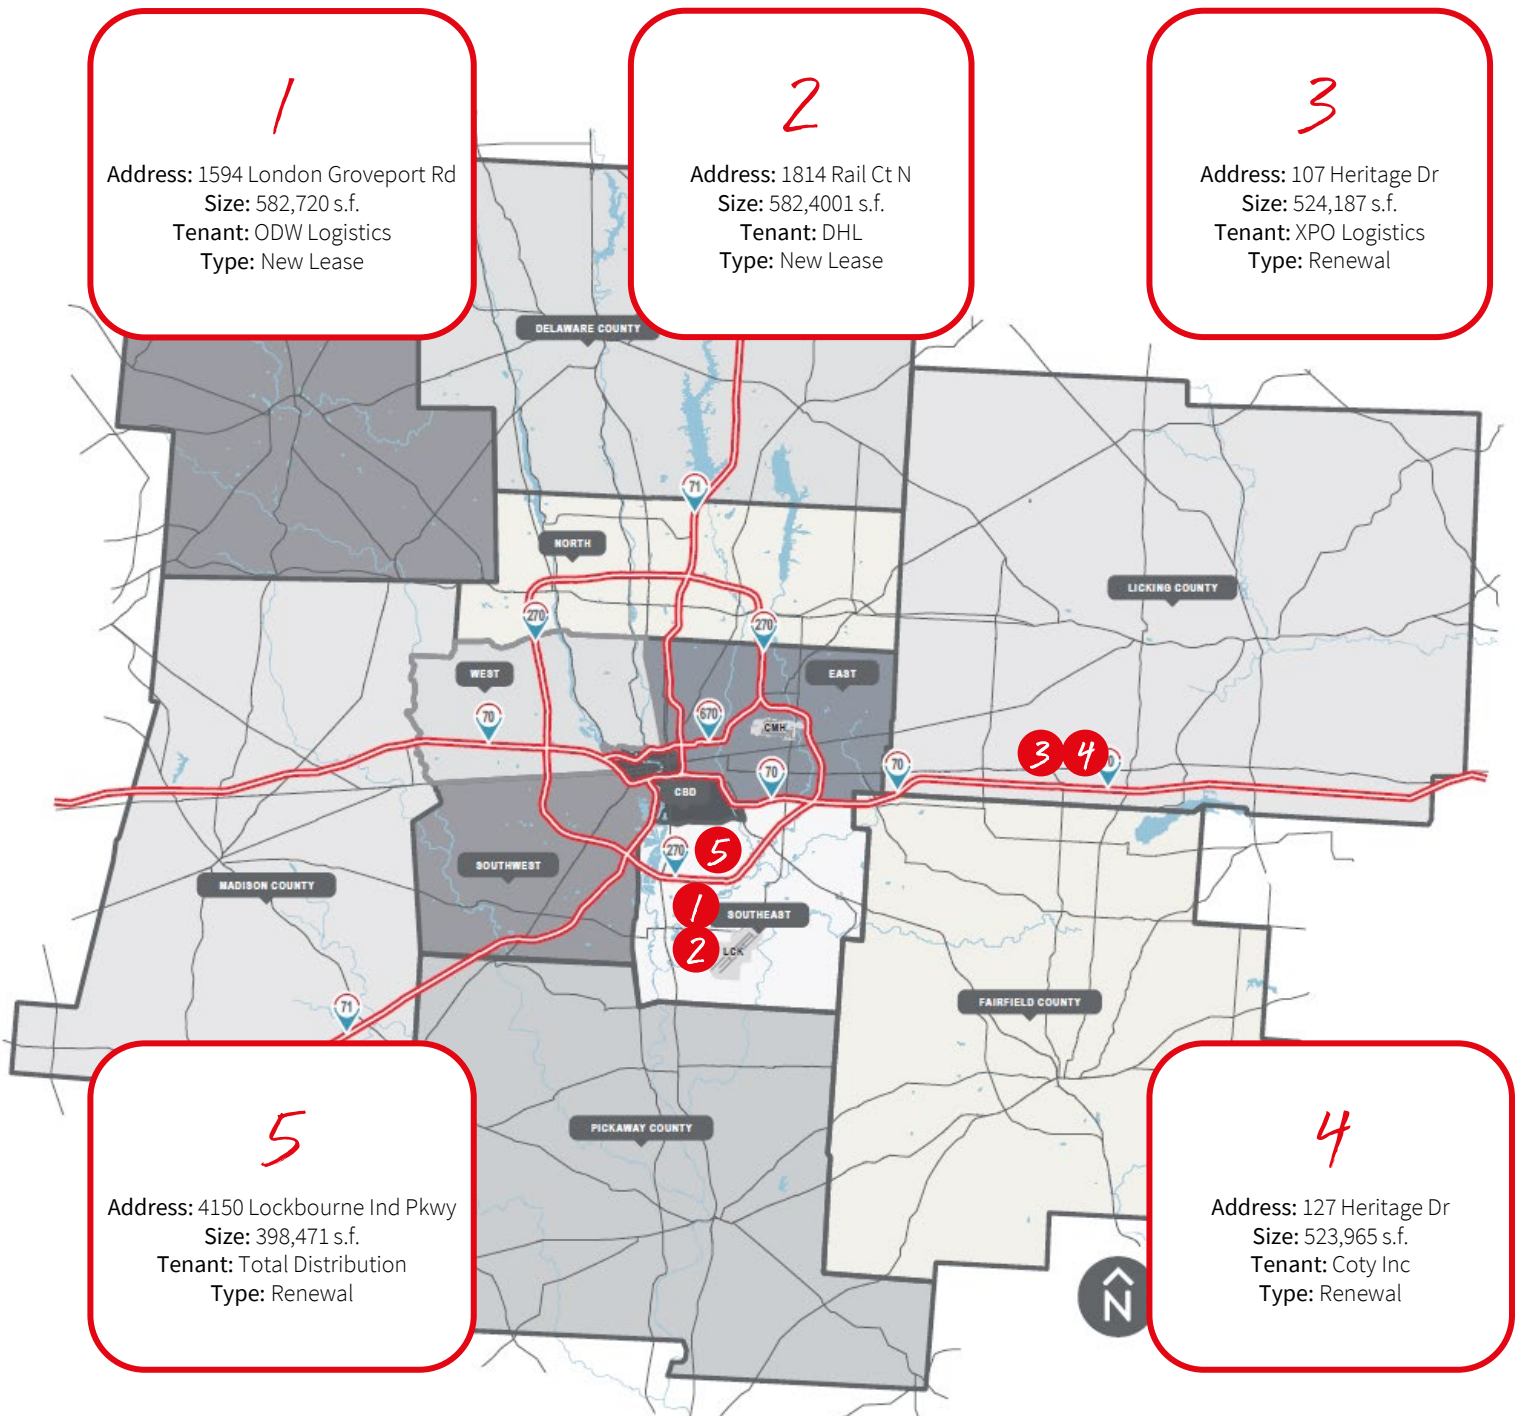 1
Address: 1594 London Groveport Rd
Size: 582,720 s.f.
Tenant: ODW Logistics
Type: New Lease
2
Address: 1814 Rail Ct N
Size: 582,4001 s.f.
Tenant: DHL
Type: New Lease
3
Address: 107 Heritage Dr
Size: 524,187 s.f.
Tenant: XPO Logistics
Type: Renewal
DELAWARE COUNTY
71
NORTH
LICKING COUNTY
270
270
WEST
EAST
70
670
CMH
3
4
0
70
70
CBD
270
5
SOUTHWEST
MADISON COUNTY
1
SOUTHEAST
2
LCK
71
FAIRFIELD COUNTY
PICKAWAY COUNTY
5
Address: 4150 Lockbourne Ind Pkwy
Size: 398,471 s.f.
Tenant: Total Distribution
Type: Renewal
N
4
Address: 127 Heritage Dr
Size: 523,965 s.f.
Tenant: Coty Inc
Type: Renewal